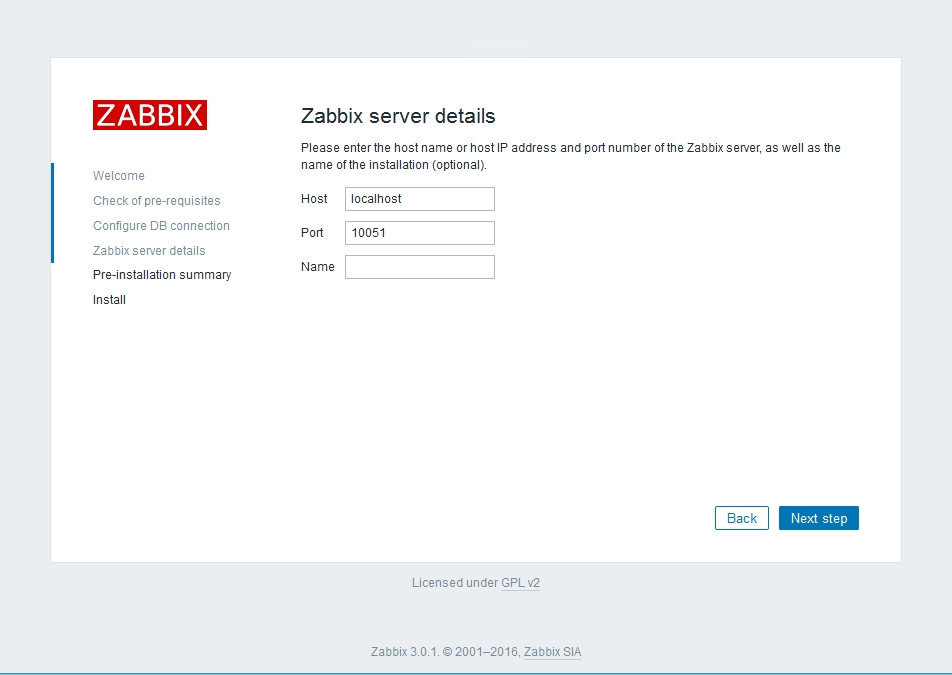 ZABBIX
Welcome
Check of pre-requisites
Configure DB connection
Zabbix server details
Pre-installation summary
Install
Zabbix server details
Please enter the host name or host IP address and port number of the Zabbix server, as well as the
name of the installation (optional).
Host localhost
Port 10051
Name
Back Next step
Licensed under GPL v2
Zabbix 3.0.1. © 2001–2016, Zabbix SIA